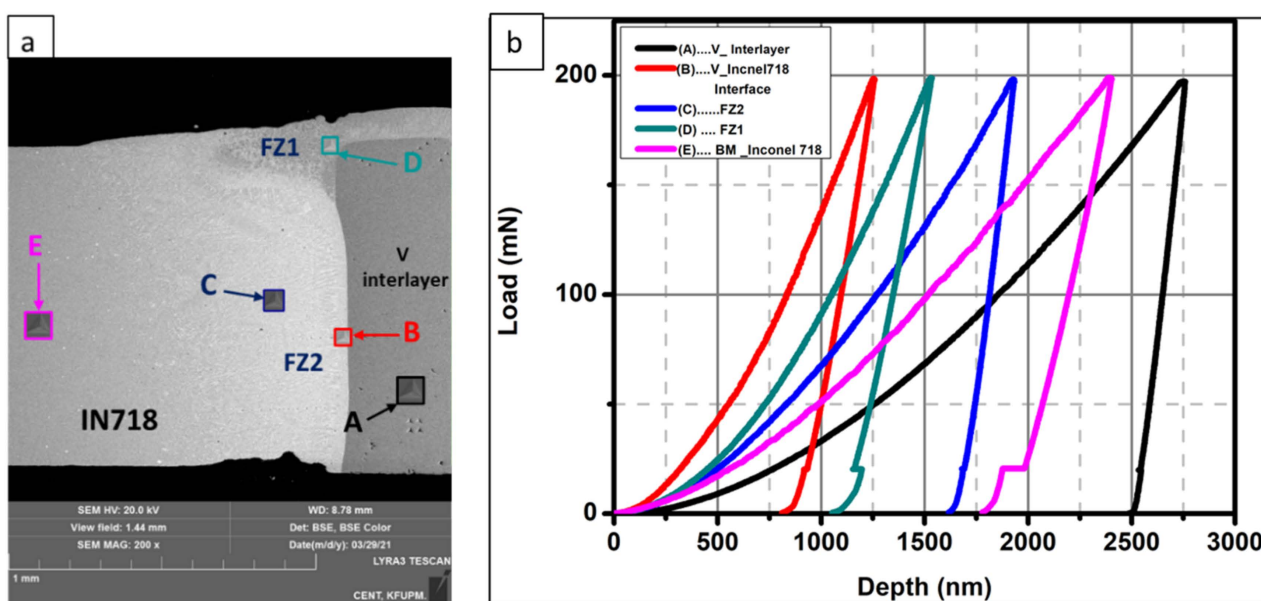 a
FZ1
D
E
C
V
interlayer
B
FZ2
A
IN718
SEM HV: 20.0 kV
WD: 8.78 mm
View field: 1.44 mm
Det: BSE, BSE Color
SEM MAG: 200 x
Date(m/d/y): 03/29/21
LYRA3 TESCAN
1 mm
CENT, KFUPM.
b
(A)....V_ Interlayer
(B)....V_Incnel718
Interface
(C)......FZ2
(D) .... FZ1
(E).... BM _Inconel 718
Load (mN)
200
100
0
0 500 1000 1500 2000 2500 3000
Depth (nm)